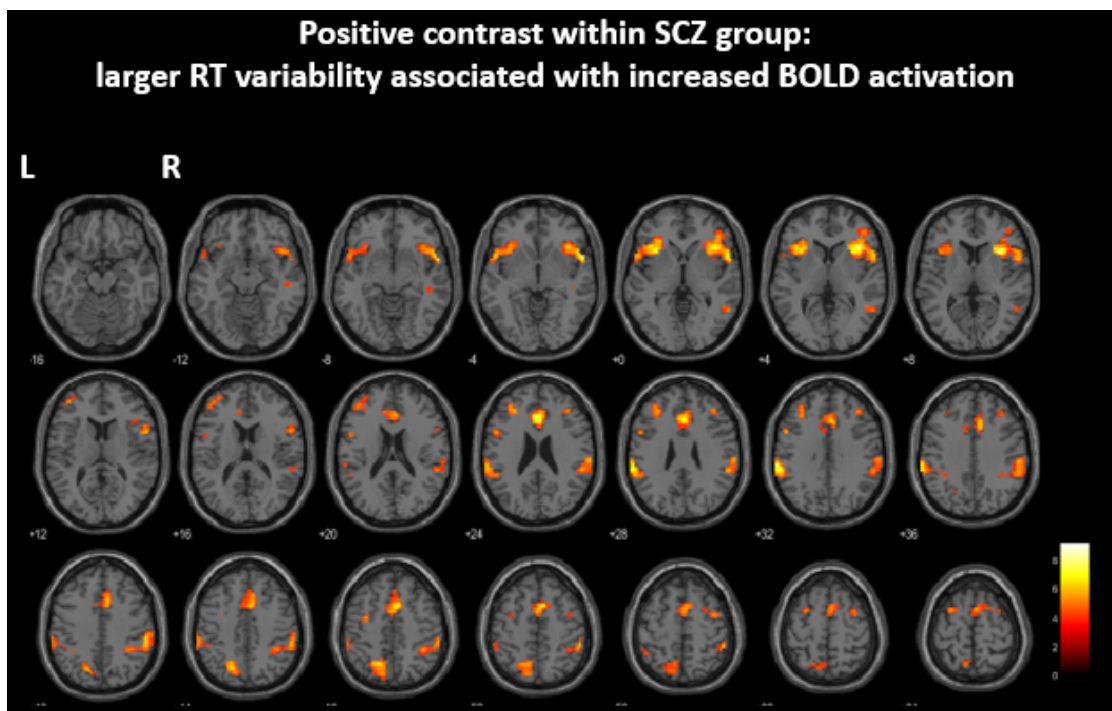 Positive contrast within SCZ group:
larger RT variability associated with increased BOLD activation
L R
-16 -12 -8 -4 +0 +4 +8
+12 +16 +20 +24 +28 +32 +36
8
6
4
2
0